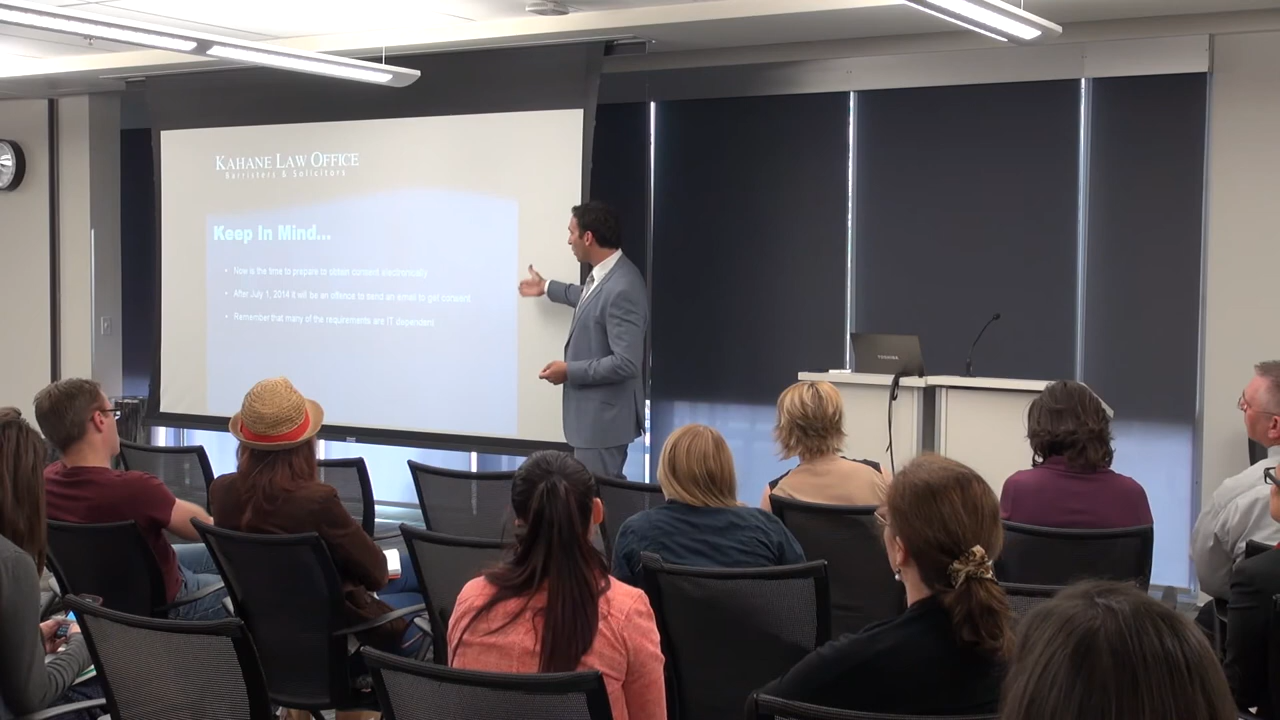 KAHANE LAW OFFICE
Barristers & Solicitors
Keep In Mind...
• Now is the time to prepare to obtain consent electronically
• After July 1, 2014 it will be an offence to send an email to get consent
• Remember that many of the requirements are IT dependent
TOSHIBA